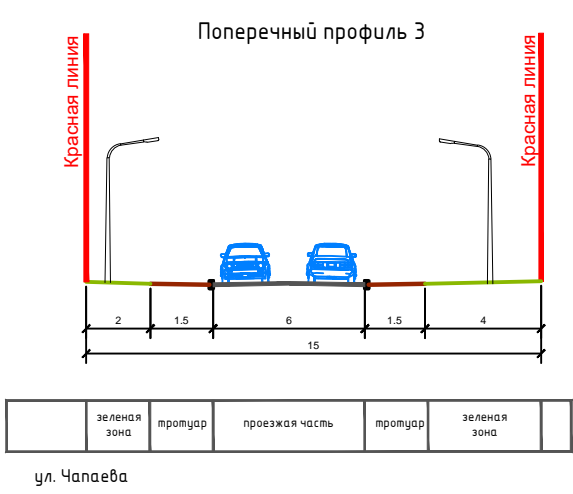 Поперечный профиль 3
Красная линия
Красная линия
2 1.5 6 1.5 4
15
зеленая зона тротуар проезжая часть тротуар зеленая зона
ул. Чапаева